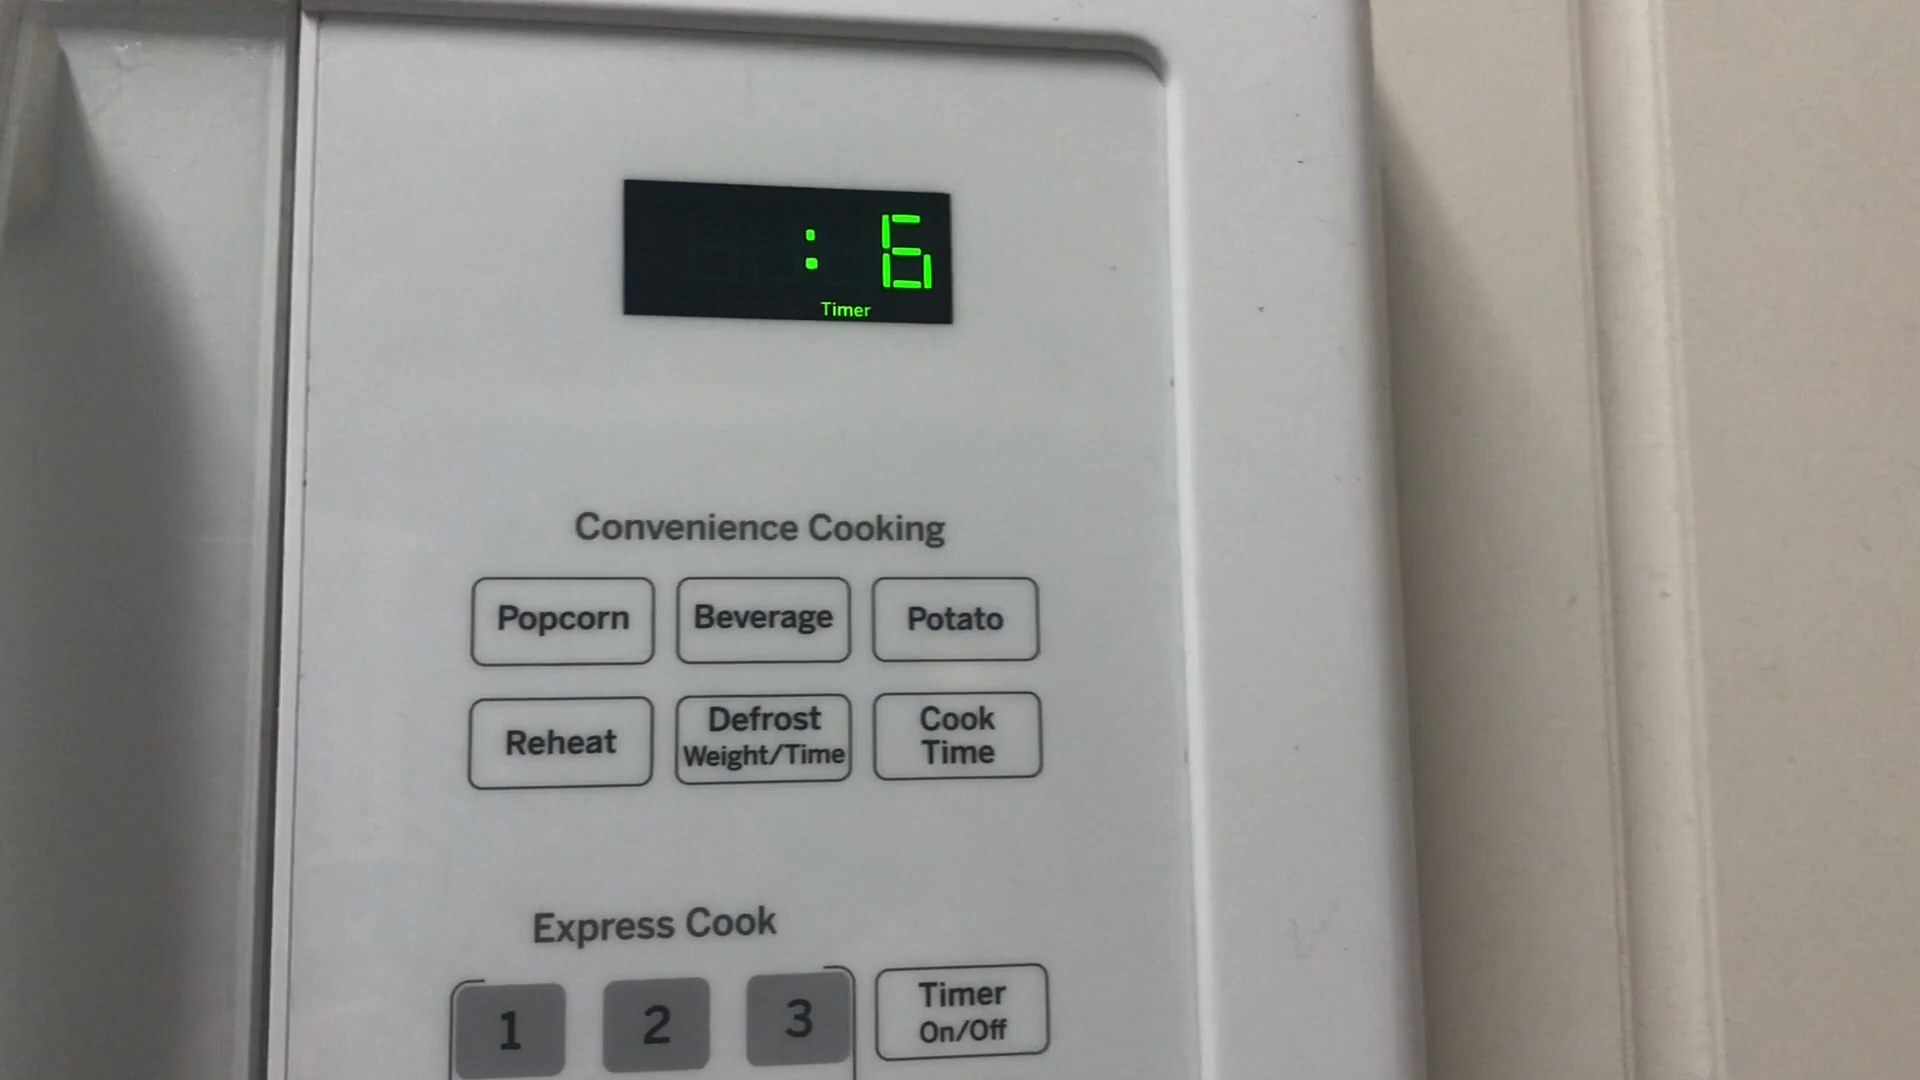 : 6
Timer
Convenience Cooking
Popcorn
Beverage
Potato
Reheat
Defrost
Weight/Time
Cook
Time
Express Cook
1
2
3
Timer
On/Off